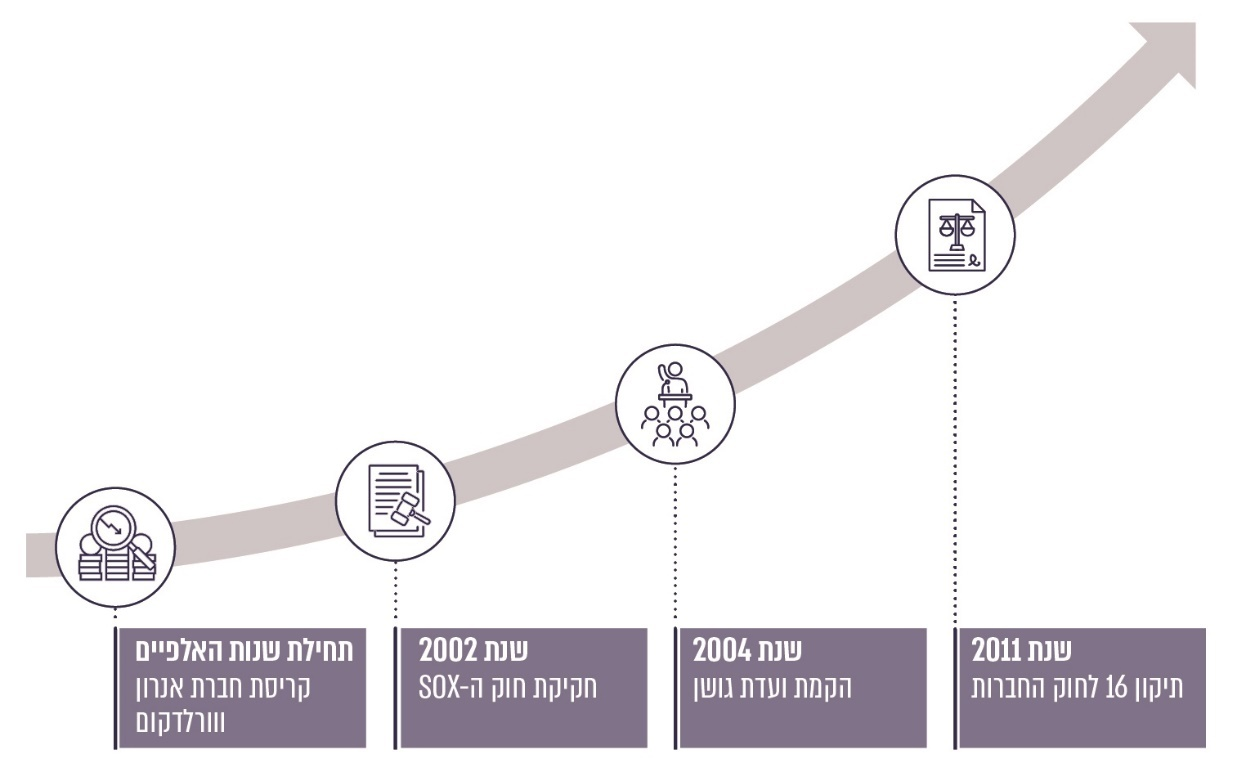 תחילת שנות האלפיים
קריסת חברת אנרון
ווורלדקום
שנת 2002
חקיקת חוק ה-SOX
שנת 2004
הקמת ועדת גושן
שנת 2011
תיקון 16 לחוק החברות